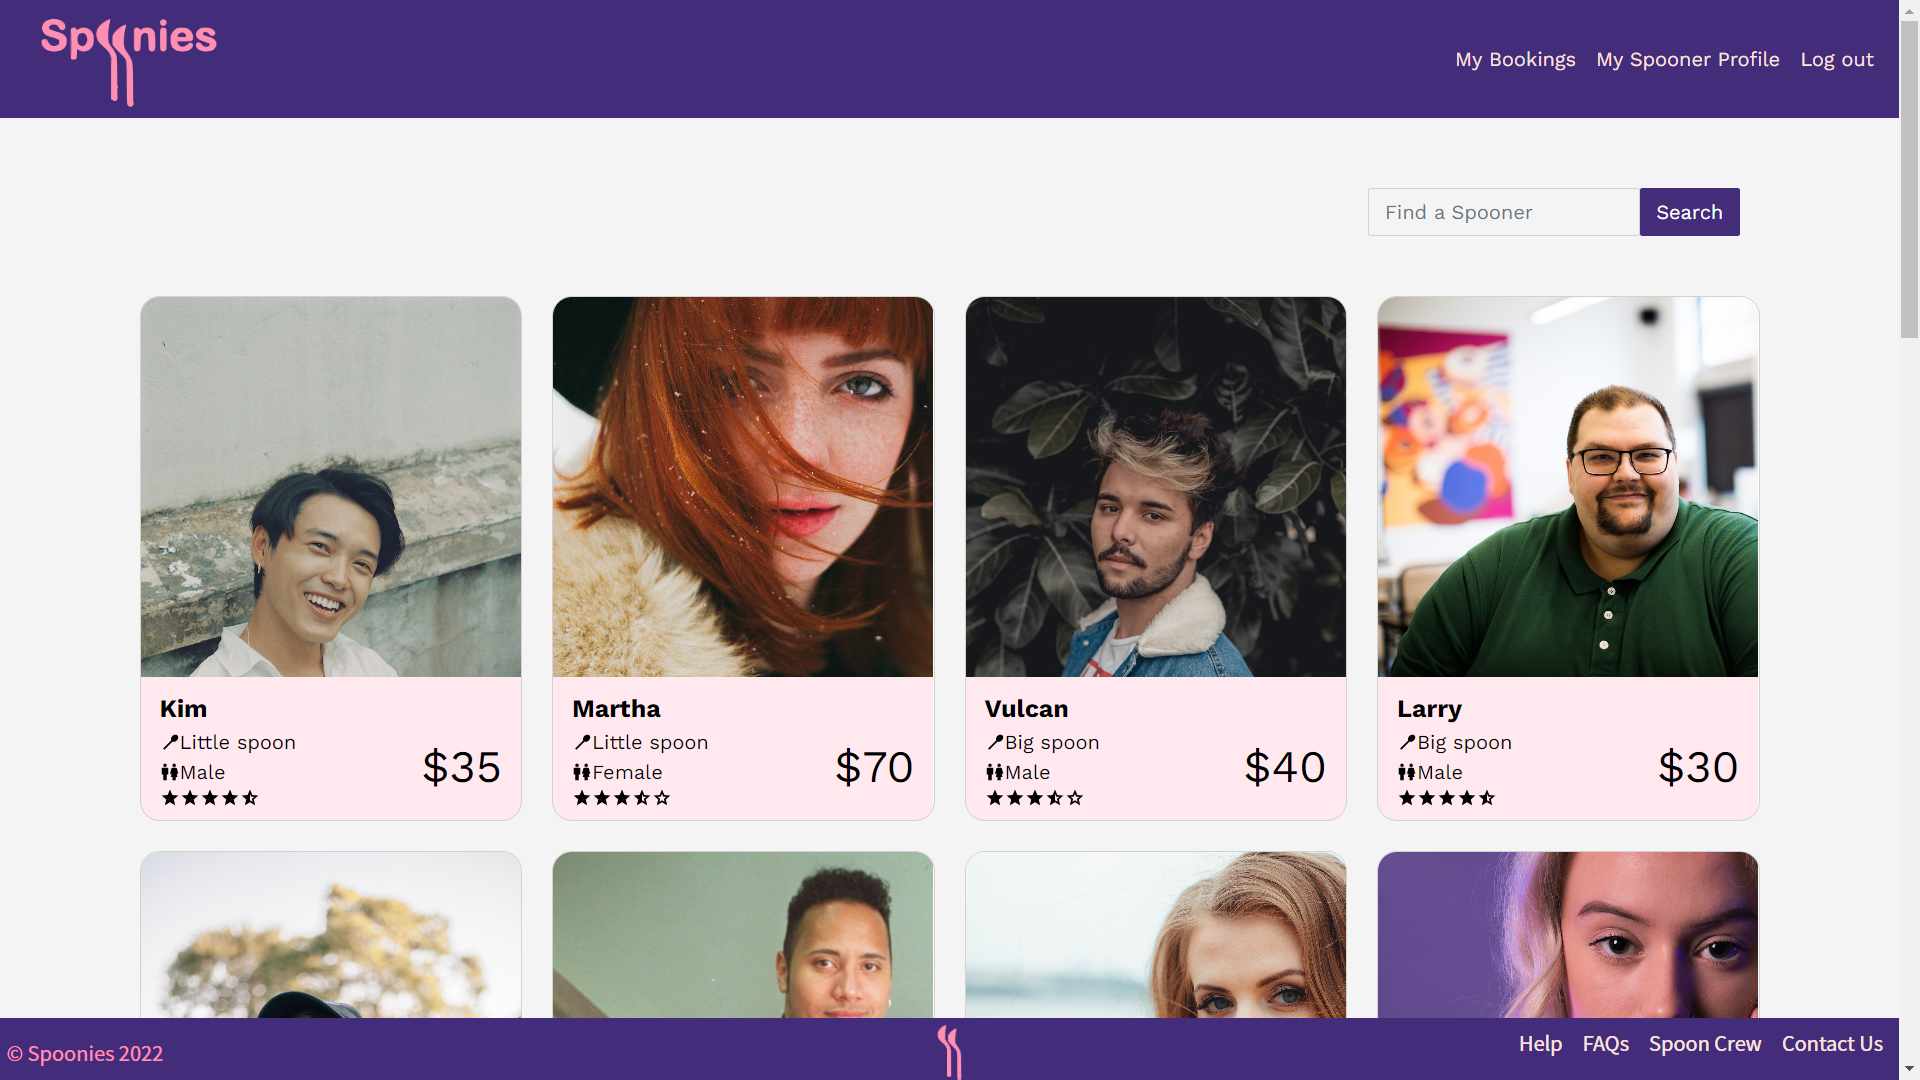 Spoonies
My Bookings My Spooner Profile Log out
Find a Spooner Search
Kim
Little spoon
Male
$35
Martha
Little spoon
Female
$70
Vulcan
Big spoon
Male
$40
Larry
Big spoon
Male
$30
© Spoonies 2022
Help FAQs Spoon Crew Contact Us